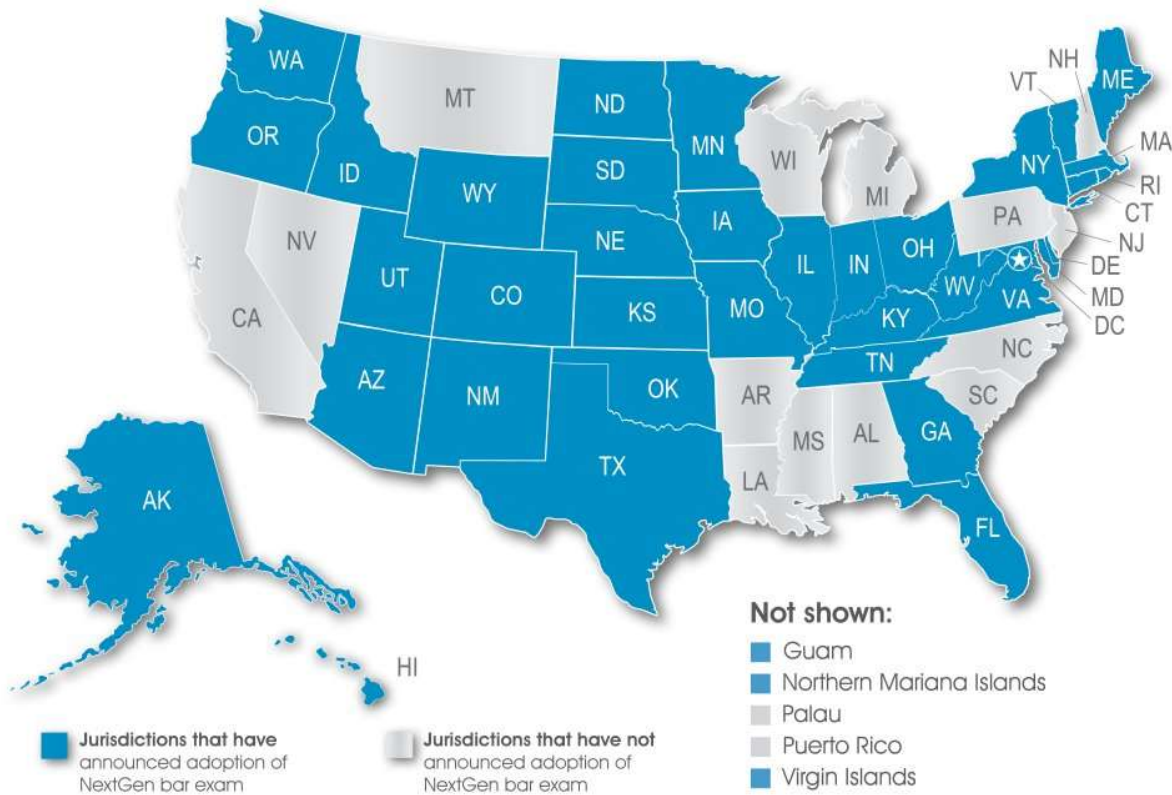 WA
MT
ND
MN
OR
ID
SD
WI
MI
WY
NE
IA
NV
UT
CO
KS
MO
IL
IN
OH
PA
NY
VT
NH
ME
MA
RI
CT
NJ
DE
MD
DC
WV
VA
KY
CA
AZ
NM
OK
AR
TN
NC
SC
MS
AL
GA
LA
TX
FL
AK
HI
Not shown:
Guam
Northern Mariana Islands
Palau
Puerto Rico
Virgin Islands
Jurisdictions that have
announced adoption of
NextGen bar exam
Jurisdictions that have not
announced adoption of
NextGen bar exam